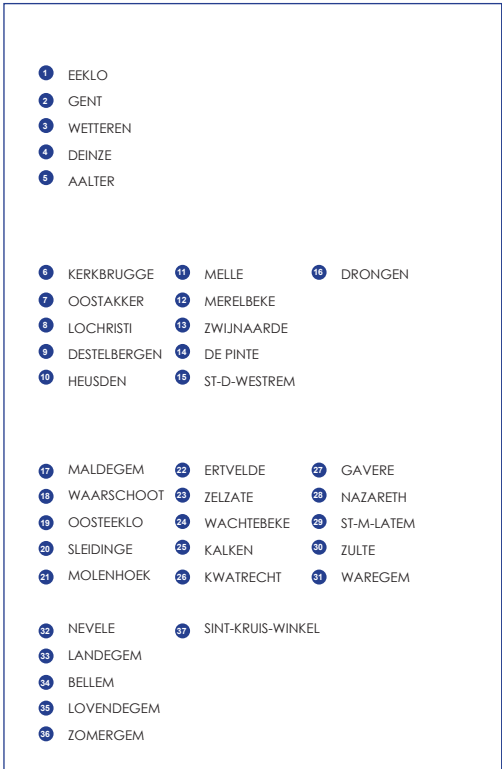 1 EEKLO
2 GENT
3 WETTEREN
4 DEINZE
5 AALTER
6 KERKBRUGGE
7 OOSTAKKER
8 LOCHRISTI
9 DESTELBERGEN
10 HEUSDEN
11 MELLE
12 MERELBEKE
13 ZWIJNAARDE
14 DE PINTE
15 ST-D-WESTREM
16 DRONGEN
17 MALDEGEM
18 WAARSCHOOT
19 OOSTEEKLO
20 SLEIDINGE
21 MOLENHOEK
22 ERTVELDE
23 ZELZATE
24 WACHTEBEKE
25 KALKEN
26 KWATRECHT
27 GAVERE
28 NAZARETH
29 ST-M-LATEM
30 ZULTE
31 WAREGEM
32 NEVELE
33 LANDEGEM
34 BELLEM
35 LOVENDEGEM
36 ZOMERGEM
37 SINT-KRUIS-WINKEL